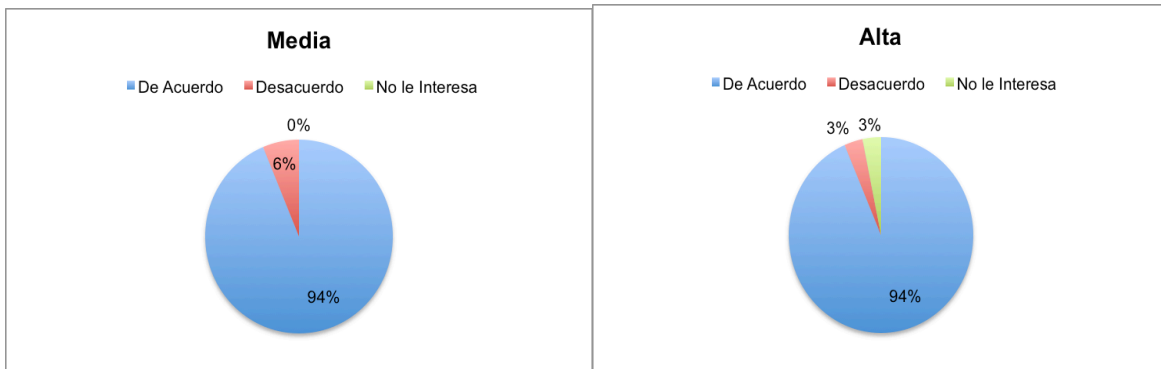 Media
De Acuerdo Desacuerdo No le Interesa
0%
6%
94%
Alta
De Acuerdo Desacuerdo No le Interesa
3% 3%
94%